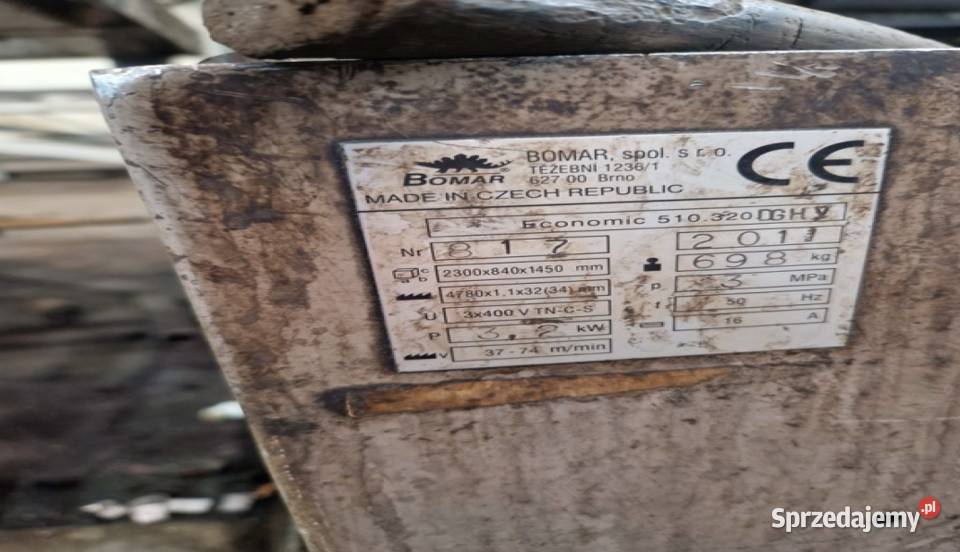 BOMAR
BOMAR, spol. s r. o.
TĚŽEBNÍ 1236/1
627 00 Brno
CE
MADE IN CZECH REPUBLIC
Economic 510.320 DGH
Nr 817
2011
c
a b
2300x840x1450 mm
698 kg
4780x1.1x32(34) mm
p 3 MPa
U 3x400 V TN-C-S
f 50 Hz
P 3,2 kW
16 A
v 37-74 m/min
Sprzedajemy.pl